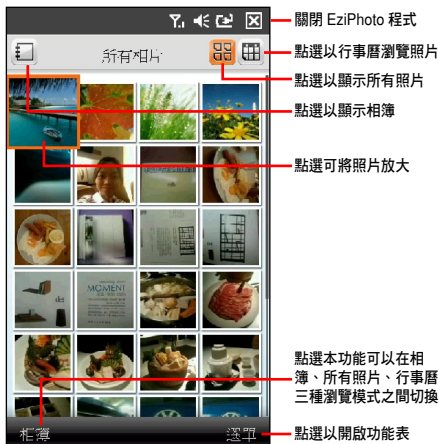 關閉 EziPhoto 程式
所有相片
點選以行事曆瀏覽照片
點選以顯示所有照片
點選以顯示相簿
點選可將照片放大
MOMENT
點選本功能可以在相
簿、所有照片、行事曆
三種瀏覽模式之間切換
相簿
選單
點選以開啟功能表